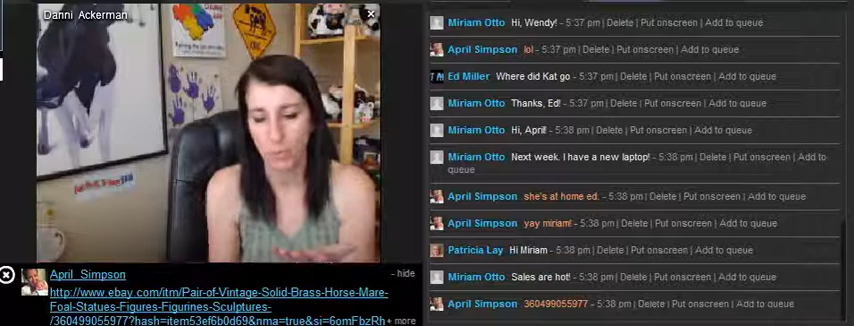 Danni Ackerman
April Simpson
- hide
http://www.ebay.com/itm/Pair-of-Vintage-Solid-Brass-Horse-Mare-
Foal-Statues-Figures-Figurines-Sculptures-
/360499055977?hash=item53ef6b0d69&nma=true&si=6omFbzRh
+ more
Miriam Otto Hi, Wendy! - 5:37 pm | Delete | Put onscreen | Add to queue
April Simpson lol - 5:37 pm | Delete | Put onscreen | Add to queue
Ed Miller Where did Kat go - 5:37 pm | Delete | Put onscreen | Add to queue
Miriam Otto Thanks, Ed! - 5:37 pm | Delete | Put onscreen | Add to queue
Miriam Otto Hi, April! - 5:38 pm | Delete | Put onscreen | Add to queue
Miriam Otto Next week. I have a new laptop! - 5:38 pm | Delete | Put onscreen | Add to
queue
April Simpson she's at home ed. - 5:38 pm | Delete | Put onscreen | Add to queue
April Simpson yay miriam! - 5:38 pm | Delete | Put onscreen | Add to queue
Patricia Lay Hi Miriam - 5:38 pm | Delete | Put onscreen | Add to queue
Miriam Otto Sales are hot! - 5:38 pm | Delete | Put onscreen | Add to queue
April Simpson 360499055977 - 5:38 pm | Delete | Put onscreen | Add to queue